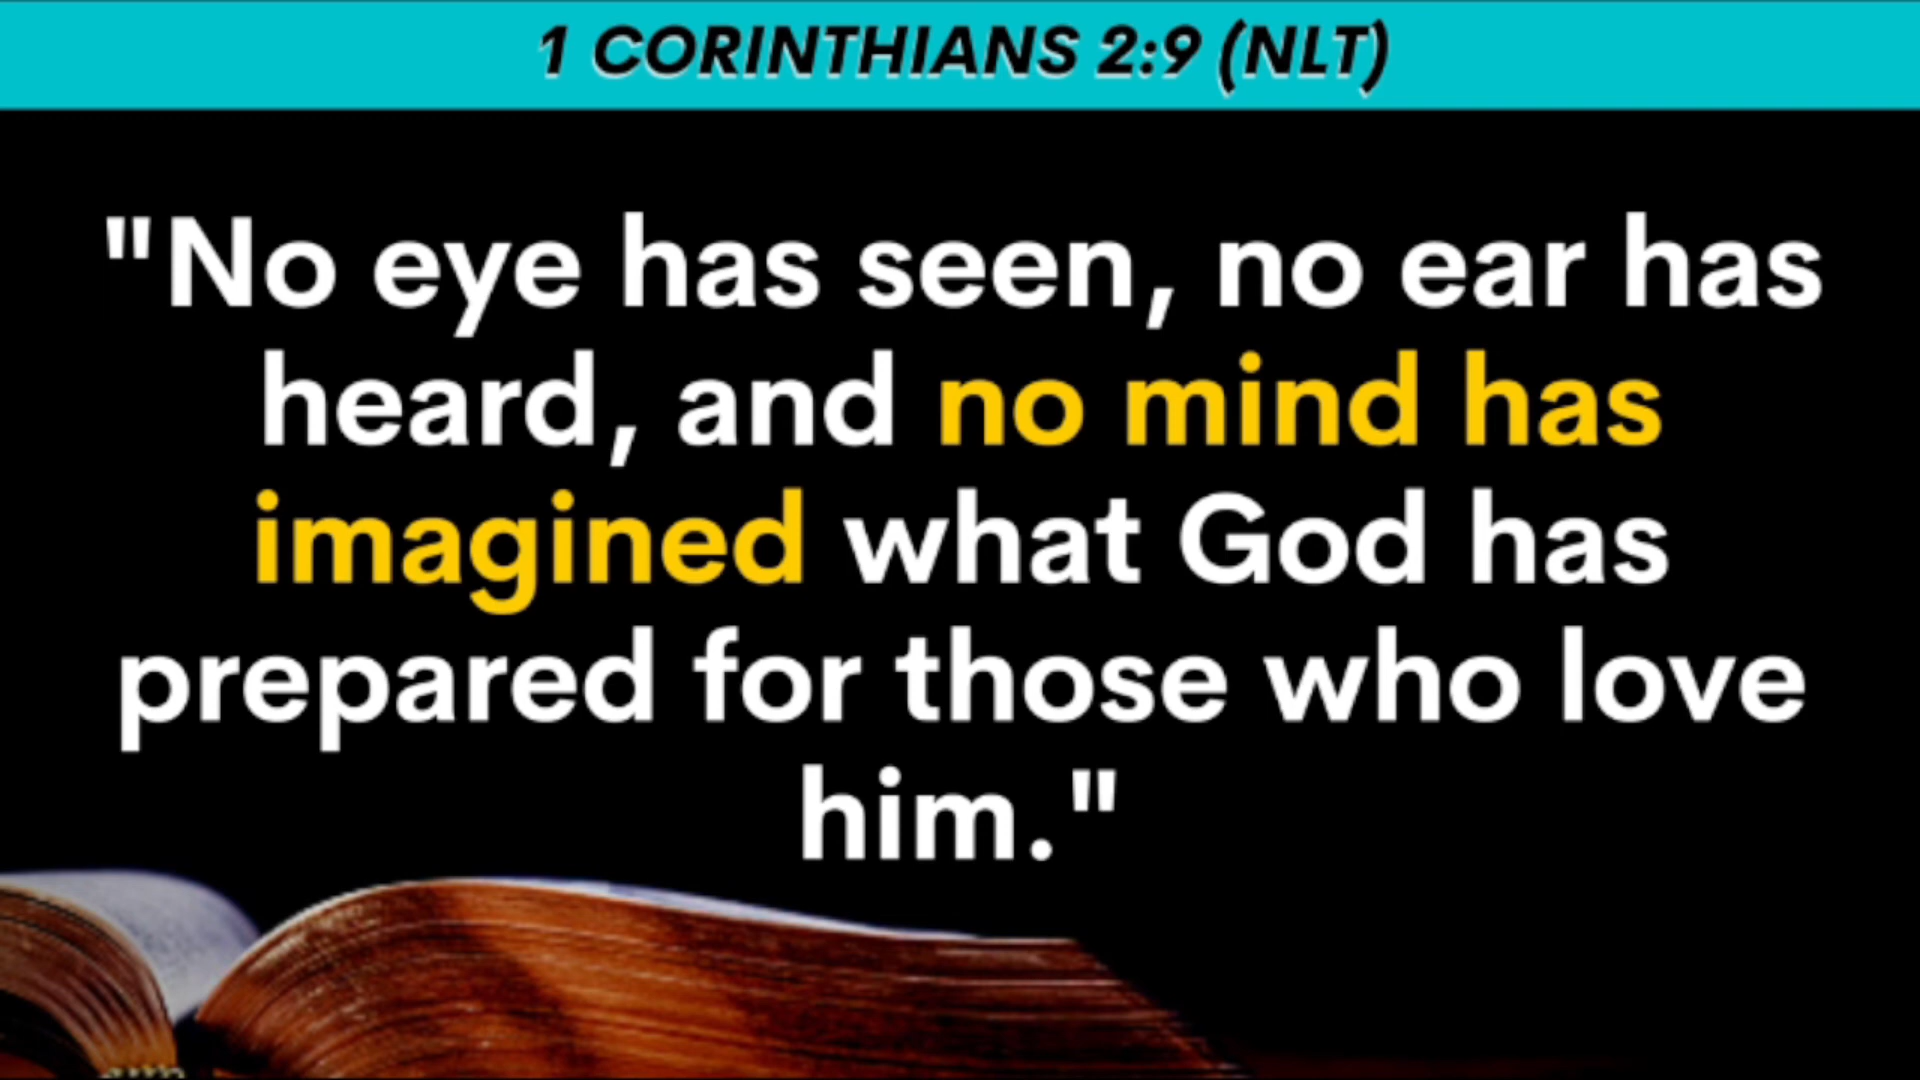 1 CORINTHIANS 2:9 (NLT)
"No eye has seen, no ear has
heard, and no mind has
imagined what God has
prepared for those who love
him."